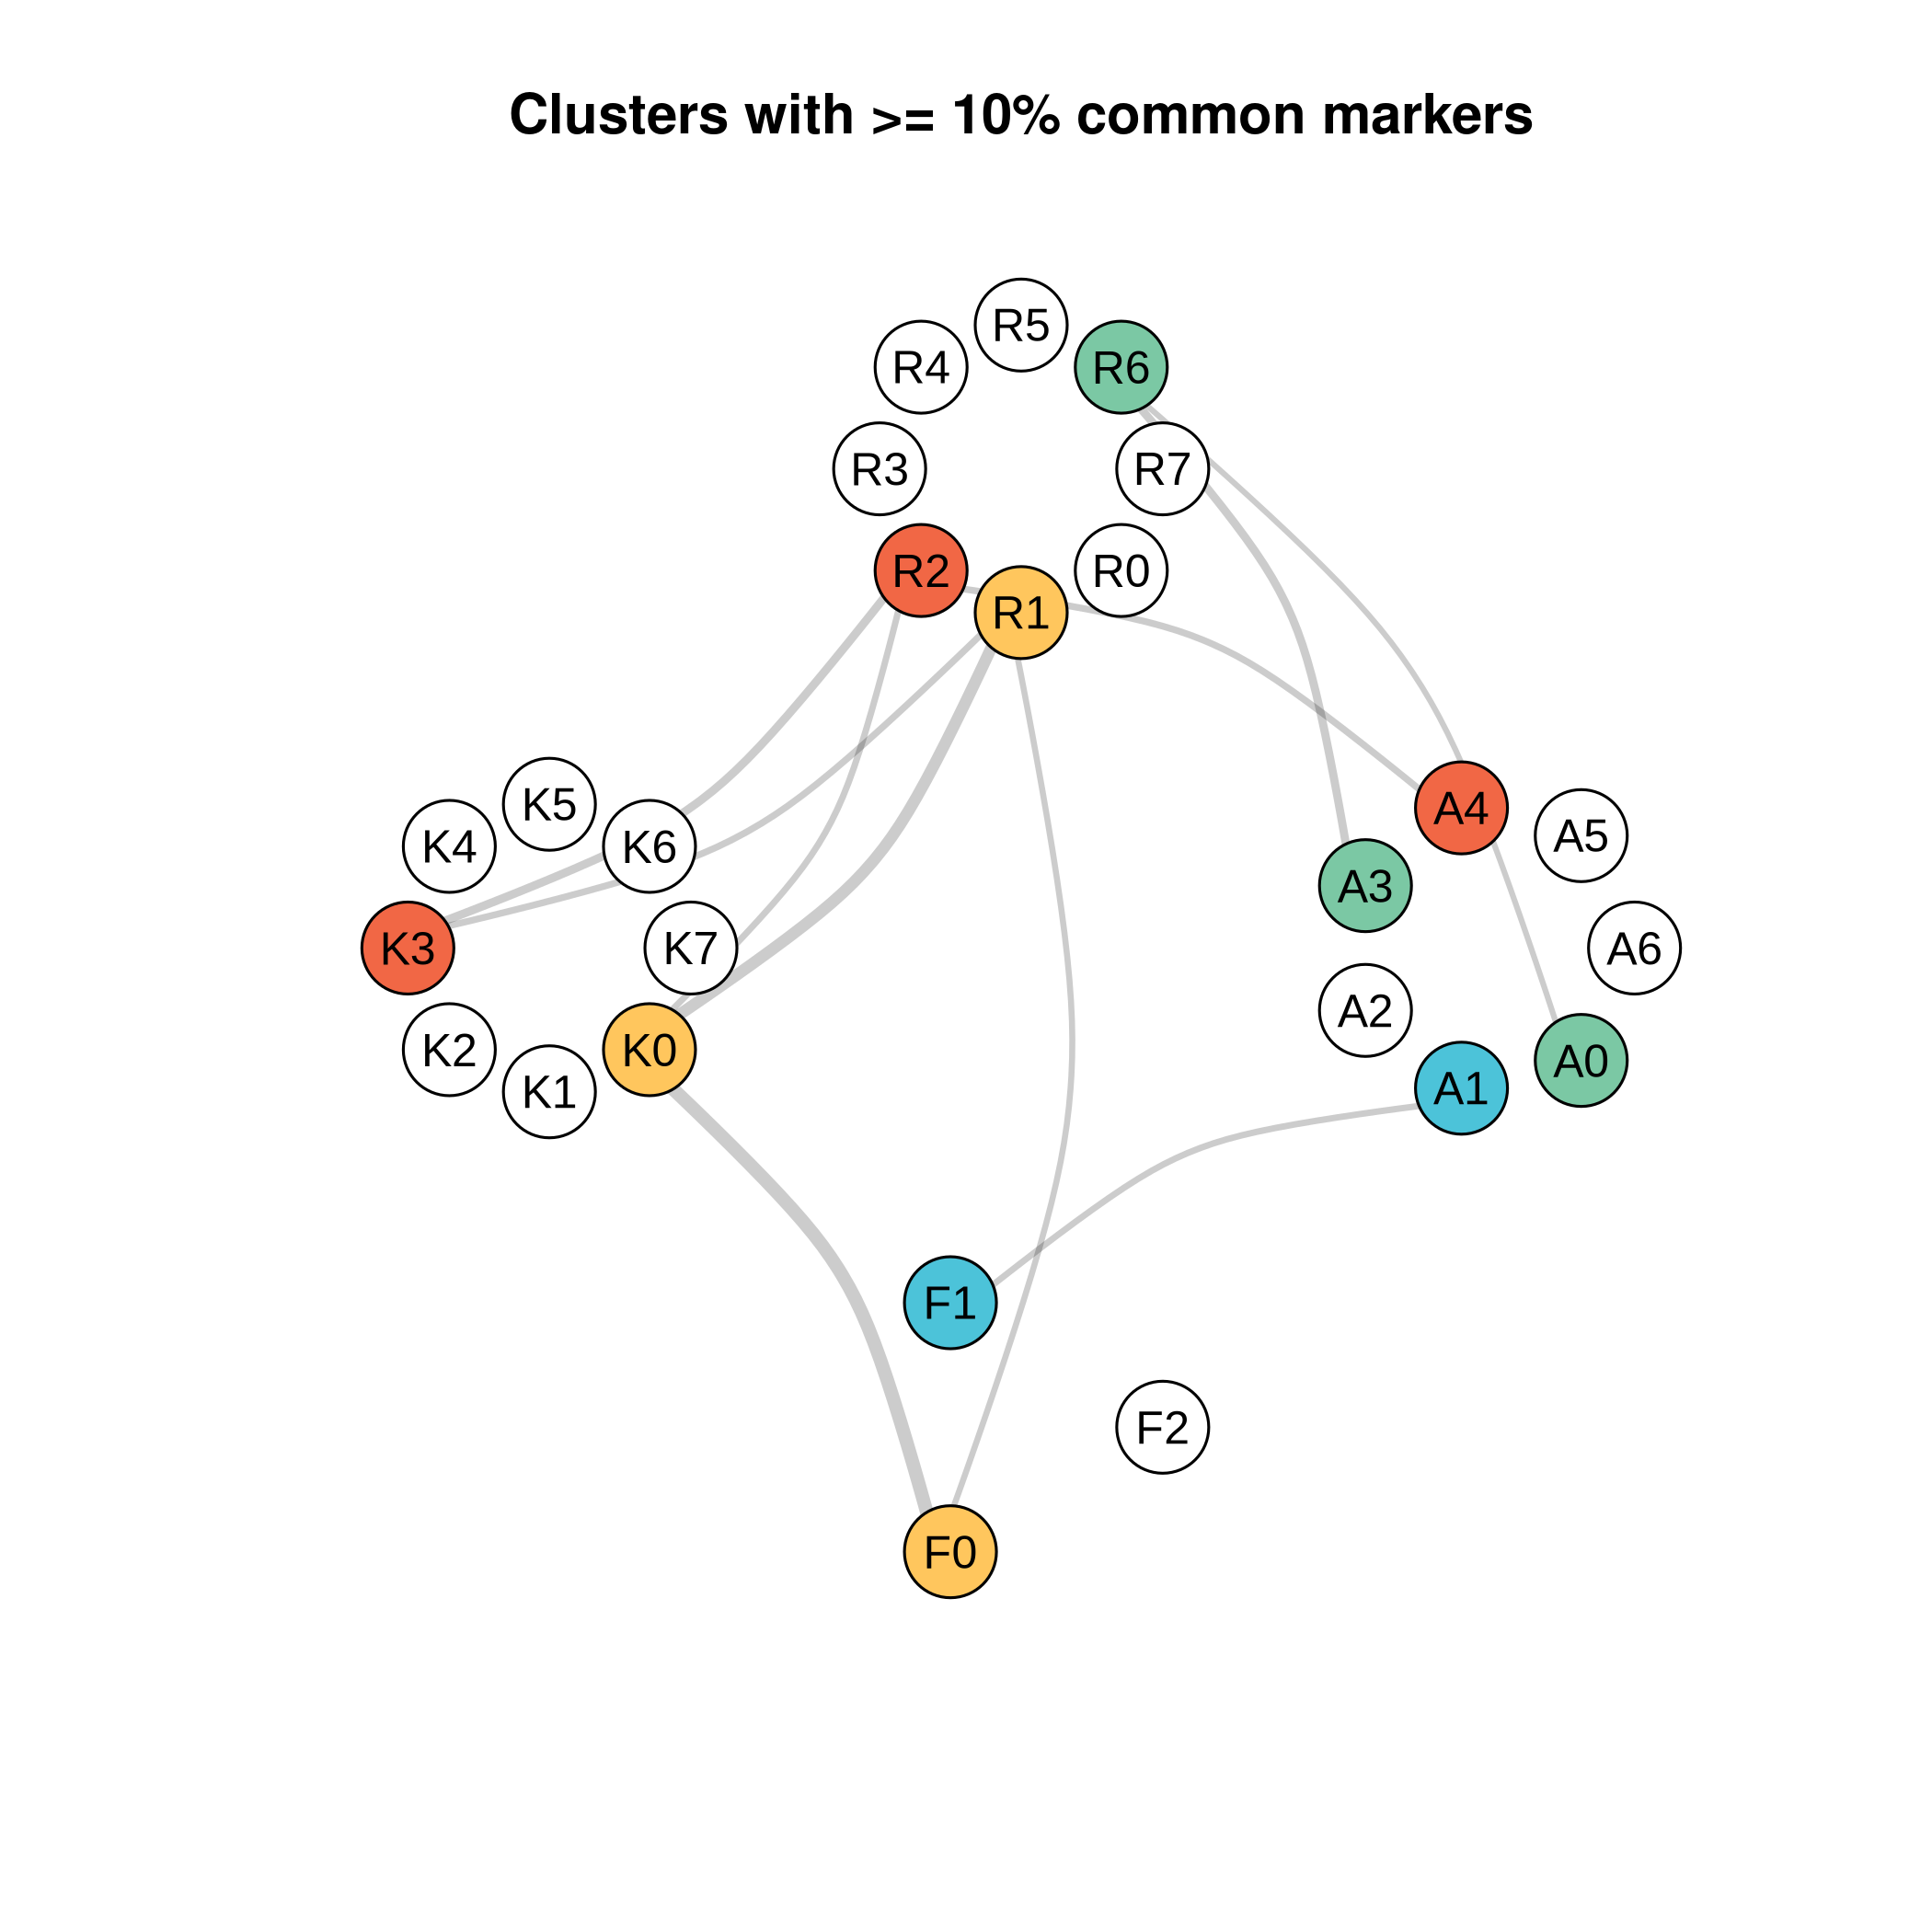 Clusters with >= 10% common markers
R5
R4
R6
R3
R7
R2
R0
R1
K5
A4
A5
K4
K6
A3
K3
K7
A6
A2
K2
K0
A0
K1
A1
F1
F2
F0